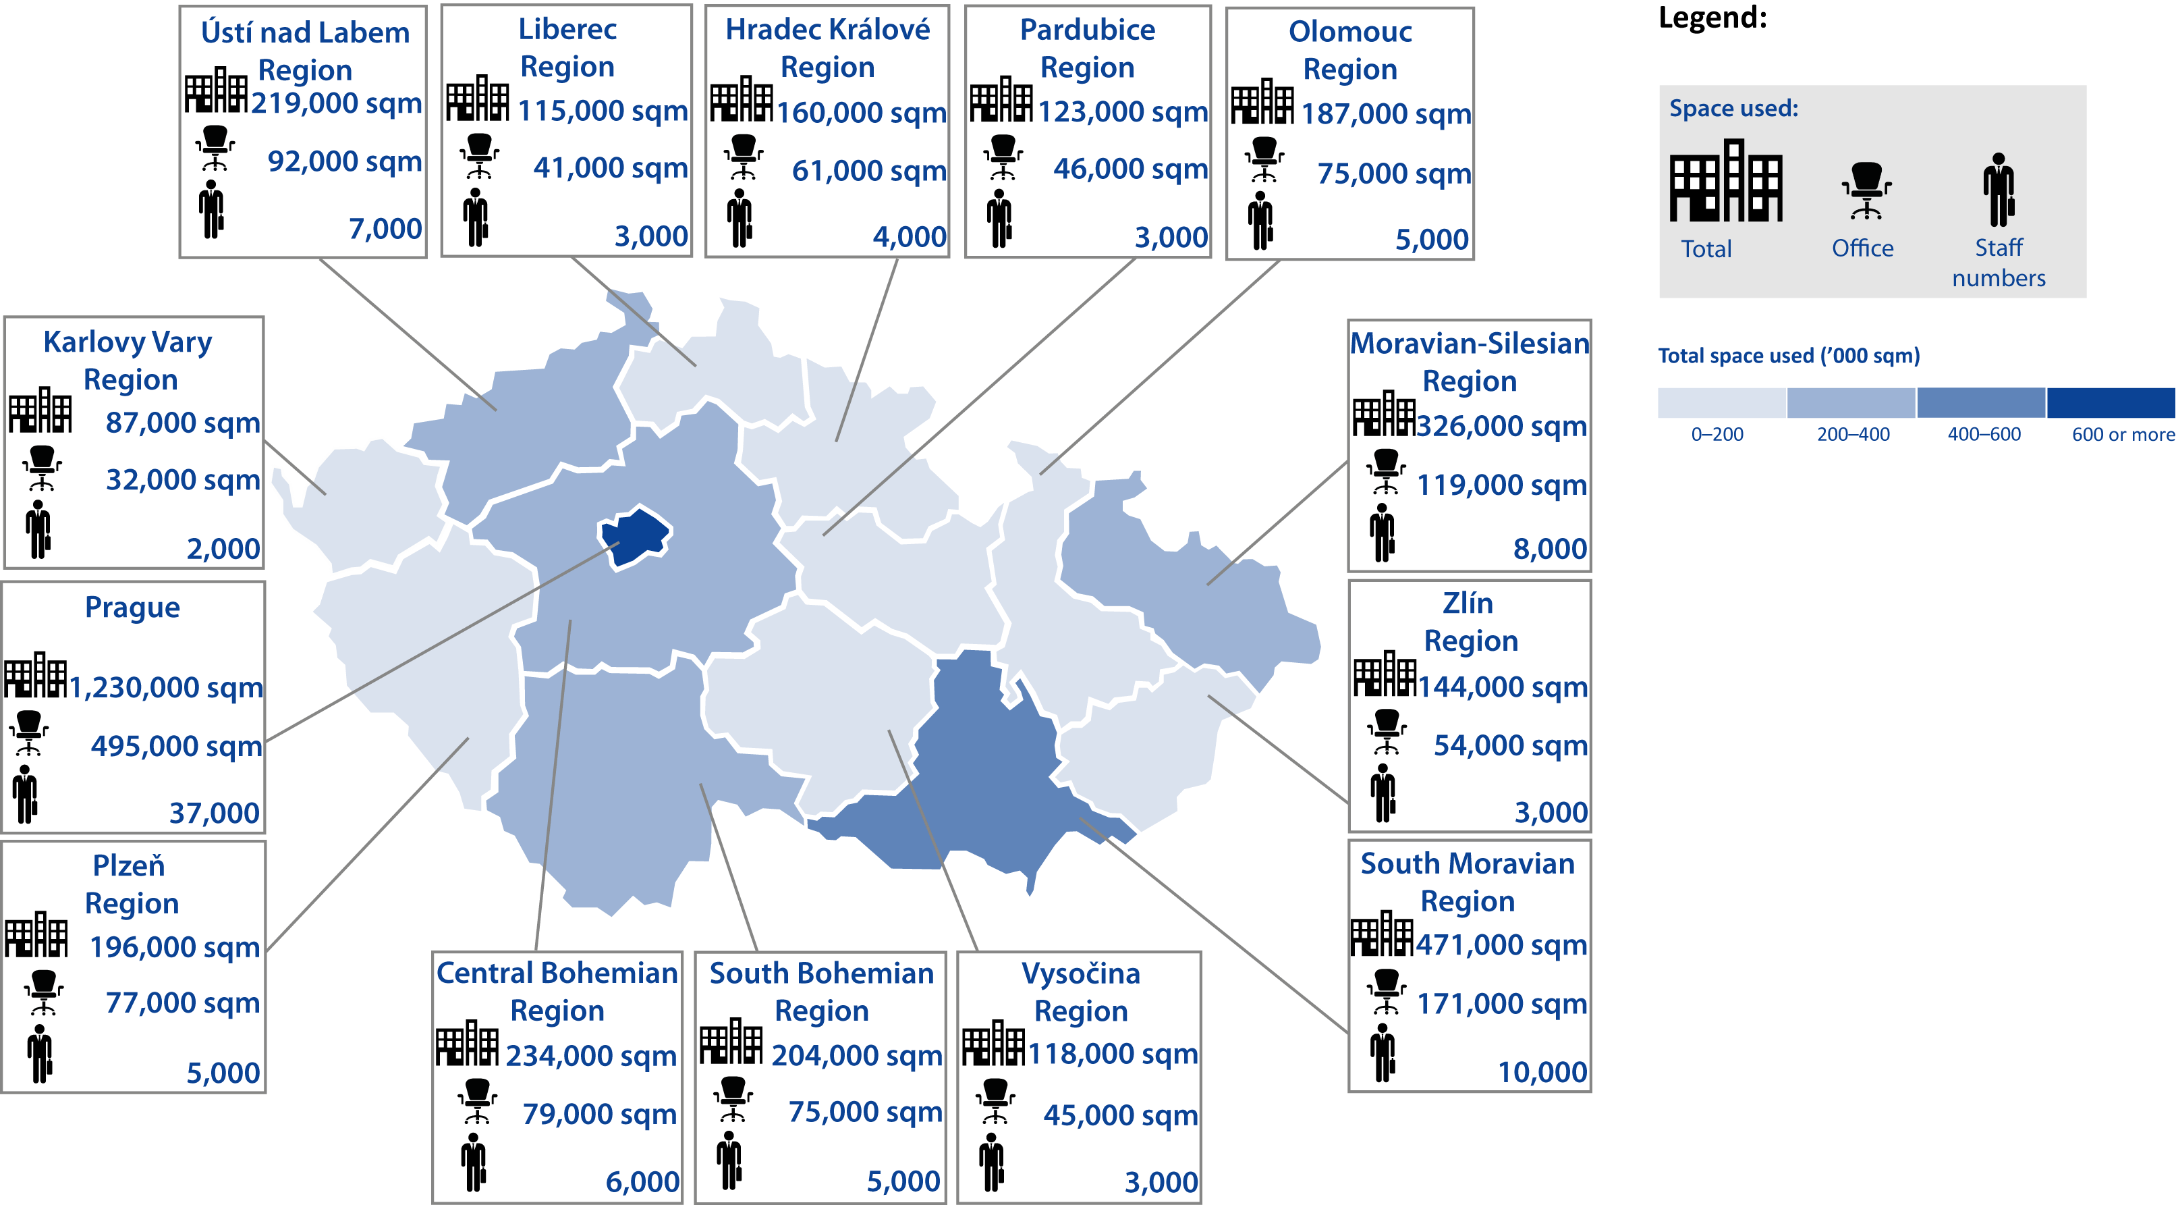 Ústí nad Labem
Region
219,000 sqm
92,000 sqm
7,000
Liberec
Region
115,000 sqm
41,000 sqm
3,000
Hradec Králové
Region
160,000 sqm
61,000 sqm
4,000
Pardubice
Region
123,000 sqm
46,000 sqm
3,000
Olomouc
Region
187,000 sqm
75,000 sqm
5,000
Legend:
Space used:
Total
Office
Staff
numbers
Total space used (’000 sqm)
0–200
200–400
400–600
600 or more
Karlovy Vary
Region
87,000 sqm
32,000 sqm
2,000
Prague
1,230,000 sqm
495,000 sqm
37,000
Plzeň
Region
196,000 sqm
77,000 sqm
5,000
Moravian-Silesian
Region
326,000 sqm
119,000 sqm
8,000
Zlín
Region
144,000 sqm
54,000 sqm
3,000
South Moravian
Region
471,000 sqm
171,000 sqm
10,000
Central Bohemian
Region
234,000 sqm
79,000 sqm
6,000
South Bohemian
Region
204,000 sqm
75,000 sqm
5,000
Vysočina
Region
118,000 sqm
45,000 sqm
3,000